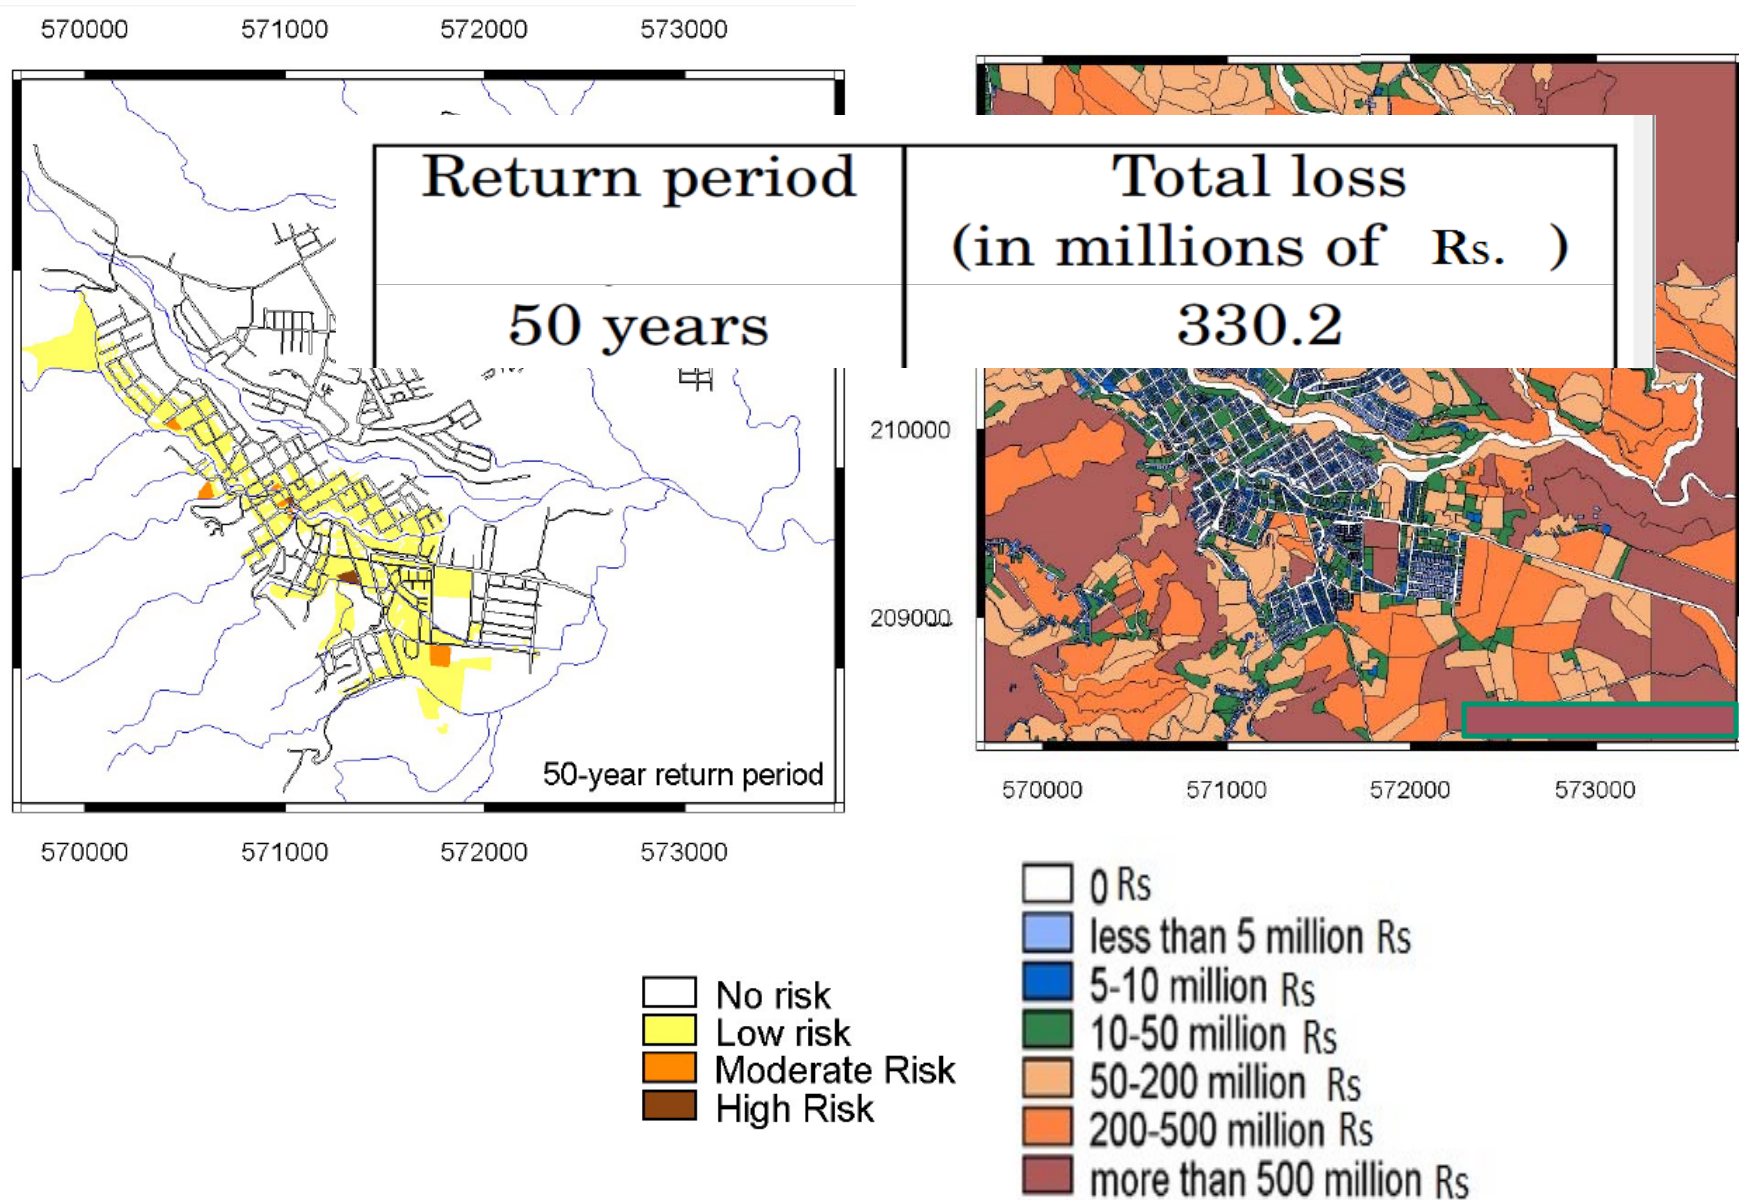 570000 571000 572000 573000
Return period
Total loss
(in millions of Rs. )
50 years
330.2
210000
209000
50-year return period
570000 571000 572000 573000
570000 571000 572000 573000
No risk
Low risk
Moderate Risk
High Risk
0 Rs
less than 5 million Rs
5-10 million Rs
10-50 million Rs
50-200 million Rs
200-500 million Rs
more than 500 million Rs